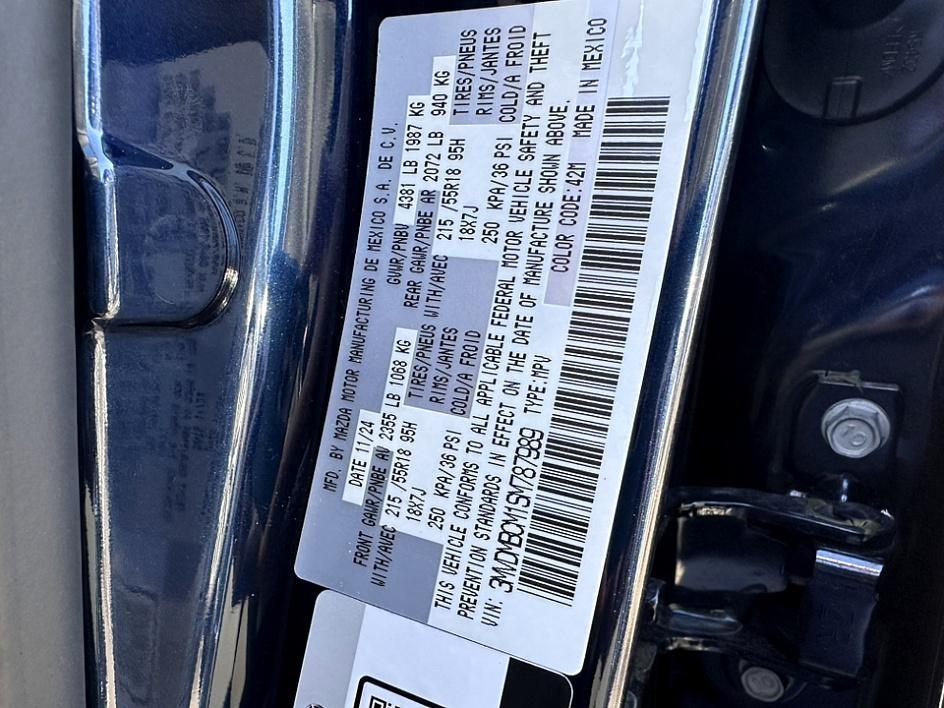 MFD. BY MAZDA MOTOR MANUFACTURING DE MEXICO S.A. DE C.V.
DATE 11/24 GVWR/PNBV 4381 LB 1987 KG
FRONT GAWR/PNBE AV 2355 LB 1068 KG REAR GAWR/PNBE AR 2072 LB 940 KG
WITH/AVEC 215 /55R18 95H TIRES/PNEUS WITH/AVEC 215 /55R18 95H TIRES/PNEUS
18X7J RIMS/JANTES 18X7J RIMS/JANTES
250 KPA/36 PSI COLD/A FROID 250 KPA/36 PSI COLD/A FROID
THIS VEHICLE CONFORMS TO ALL APPLICABLE FEDERAL MOTOR VEHICLE SAFETY AND THEFT
PREVENTION STANDARDS IN EFFECT ON THE DATE OF MANUFACTURE SHOWN ABOVE.
VIN: 3MVDMBCM1SM787989 TYPE:MPV COLOR CODE:42M MADE IN MEXICO
10